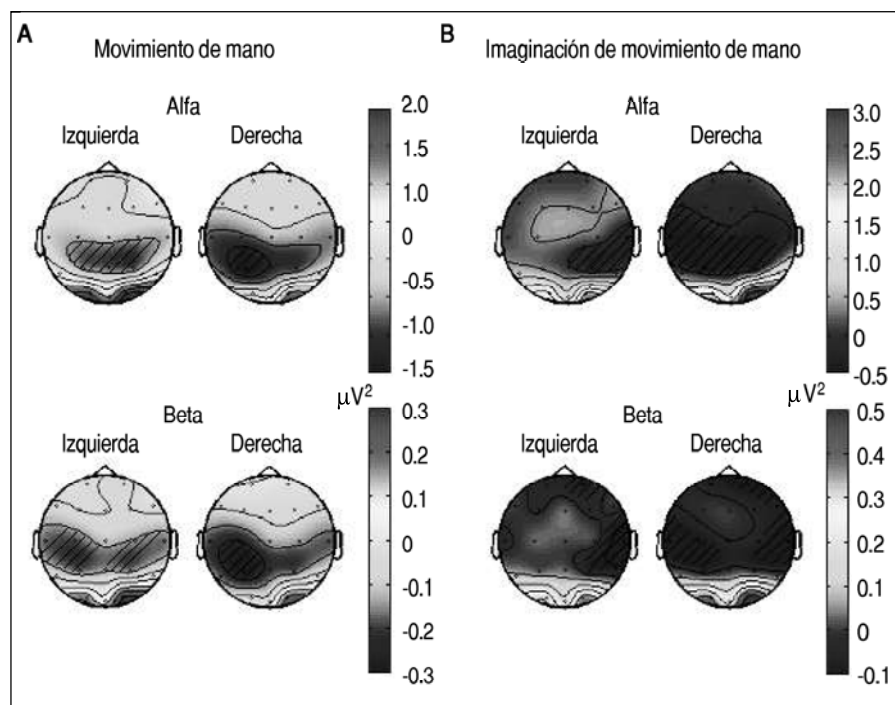 A
Movimiento de mano
Alfa
Izquierda
Derecha
2.0
1.5
1.0
0
-0.5
-1.0
-1.5
μV²
Beta
Izquierda
Derecha
0.3
0.2
0.1
0
-0.1
-0.2
-0.3
B
Imaginación de movimiento de mano
Alfa
Izquierda
Derecha
3.0
2.5
2.0
1.5
1.0
0.5
0
-0.5
μV²
Beta
Izquierda
Derecha
0.5
0.4
0.3
0.2
0.1
0
-0.1